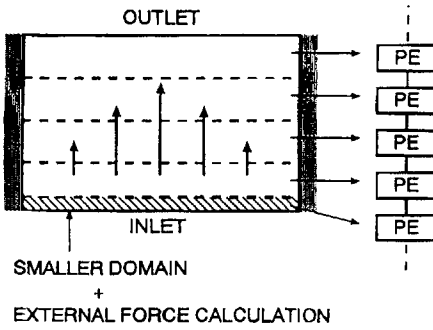 OUTLET
PE
PE
PE
PE
PE
INLET
SMALLER DOMAIN
+
EXTERNAL FORCE CALCULATION